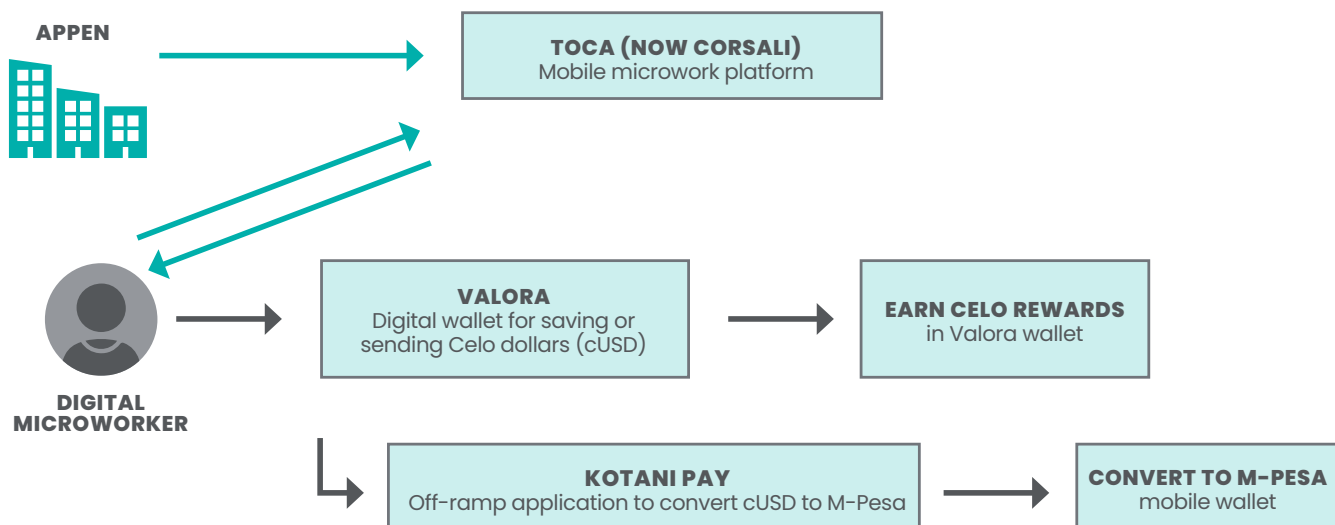 APPEN
TOCA (NOW CORSALI)
Mobile microwork platform
DIGITAL
MICROWORKER
VALORA
Digital wallet for saving or
sending Celo dollars (cUSD)
EARN CELO REWARDS
in Valora wallet
KOTANI PAY
Off-ramp application to convert cUSD to M-Pesa
CONVERT TO M-PESA
mobile wallet